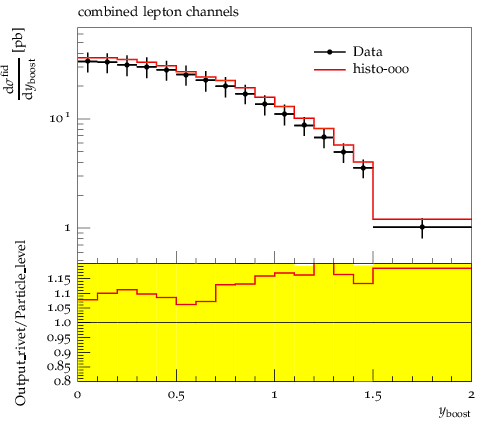 combined lepton channels
dσ^fid / dy_boost [pb]
Data
histo-000
10^1
1
Output_rivet/Particle_level
1.15
1.1
1.05
1.0
0.95
0.9
0.85
0.8
0 0.5 1 1.5 2
y_boost